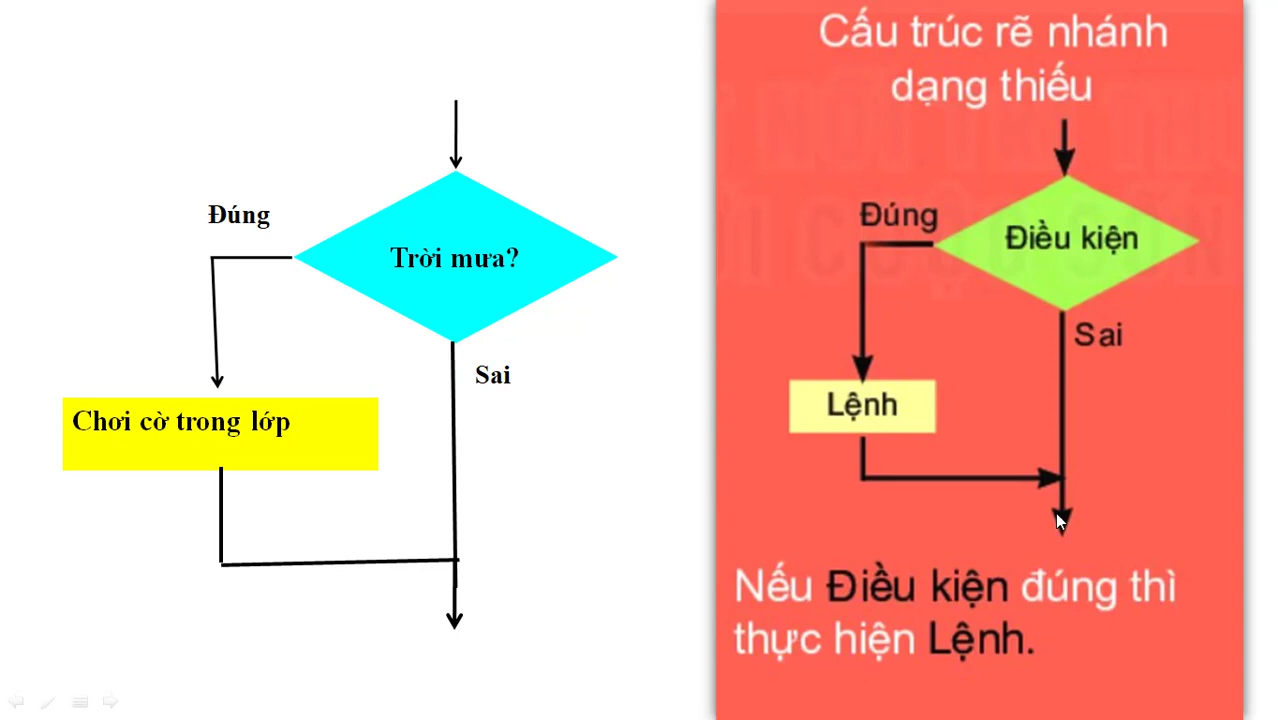 Đúng
Trời mưa?
Sai
Chơi cờ trong lớp
Cấu trúc rẽ nhánh
dạng thiếu
Đúng
Điều kiện
Sai
Lệnh
Nếu Điều kiện đúng thì
thực hiện Lệnh.